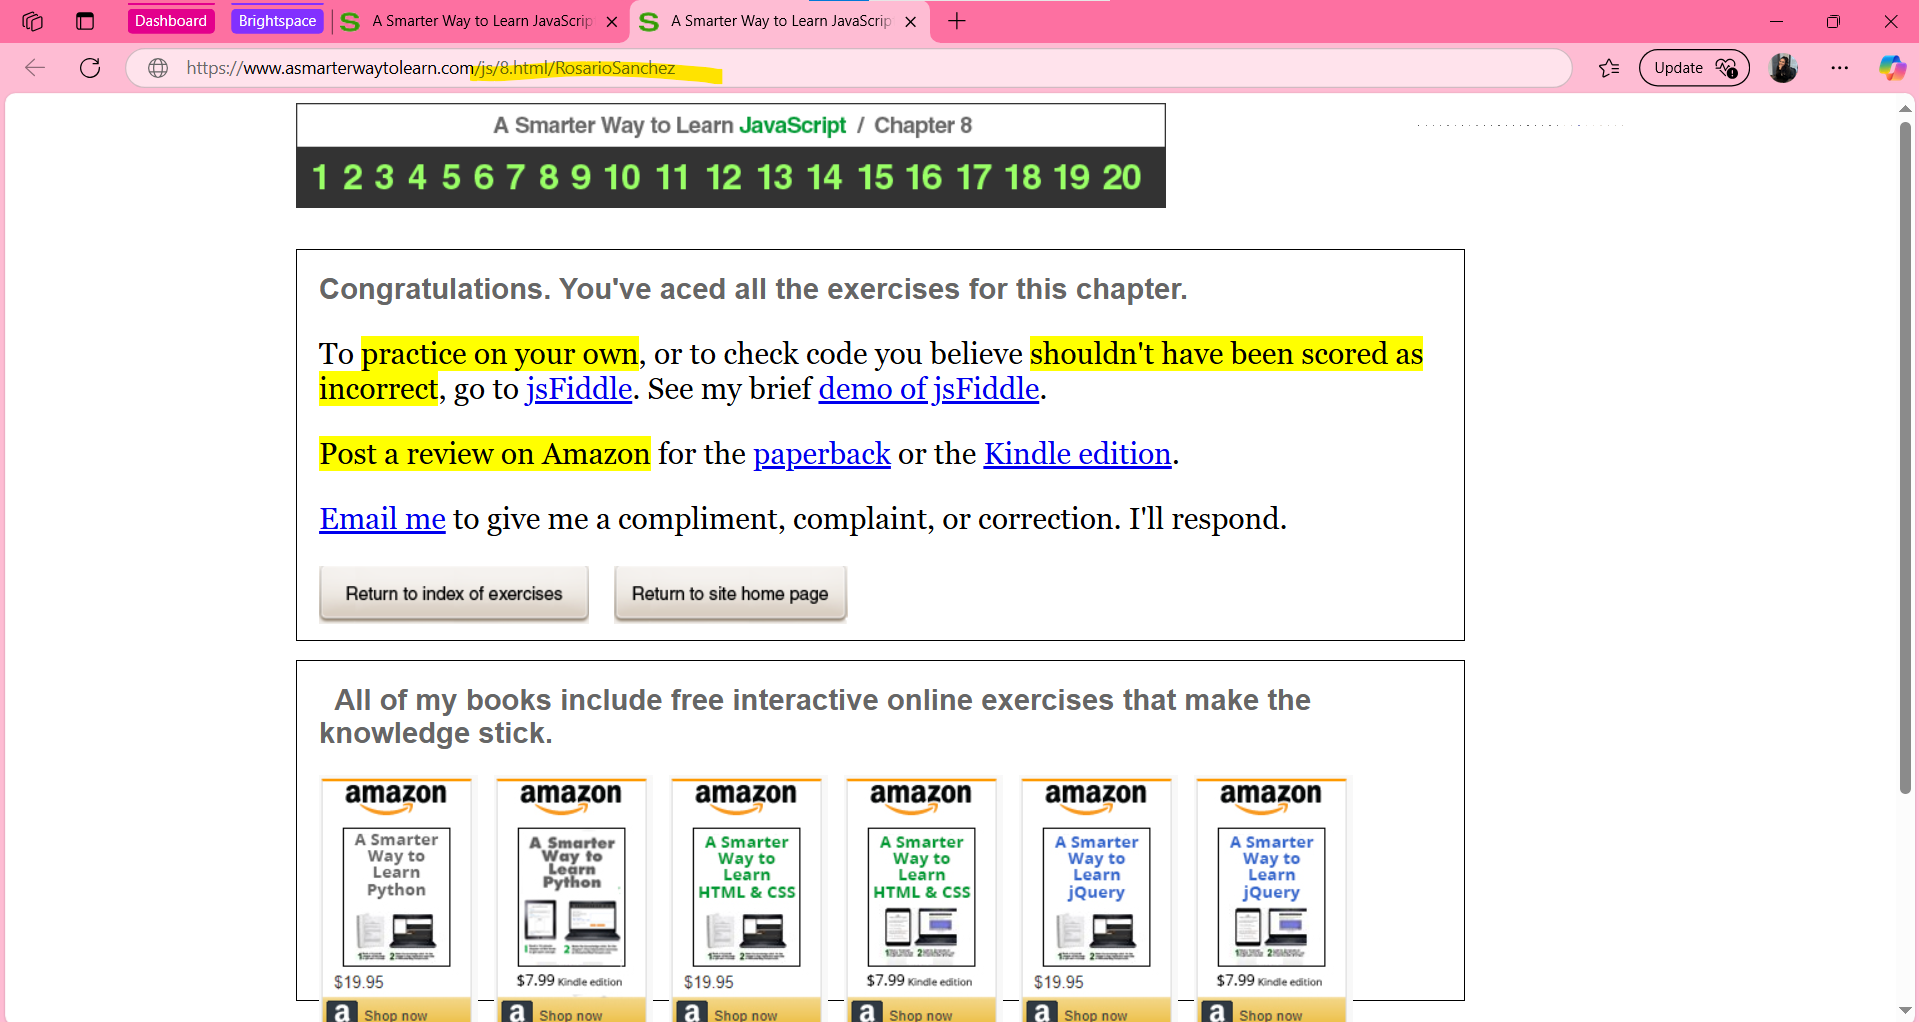 Dashboard Brightspace A Smarter Way to Learn JavaScrip A Smarter Way to Learn JavaScrip
https://www.asmarterwaytolearn.com/js/8.html/RosarioSanchez Update
A Smarter Way to Learn JavaScript / Chapter 8
1 2 3 4 5 6 7 8 9 10 11 12 13 14 15 16 17 18 19 20
Congratulations. You've aced all the exercises for this chapter.
To practice on your own, or to check code you believe shouldn't have been scored as
incorrect, go to jsFiddle. See my brief demo of jsFiddle.
Post a review on Amazon for the paperback or the Kindle edition.
Email me to give me a compliment, complaint, or correction. I'll respond.
Return to index of exercises Return to site home page
All of my books include free interactive online exercises that make the
knowledge stick.
amazon amazon amazon amazon amazon amazon
A Smarter A Smarter A Smarter A Smarter A Smarter A Smarter
Way to Way to Way to Way to Way to Way to
Learn Learn Learn Learn Learn Learn
Python Python HTML & CSS HTML & CSS jQuery jQuery
$19.95 $7.99 Kindle edition $19.95 $7.99 Kindle edition $19.95 $7.99 Kindle edition
a Shop now a Shop now a Shop now a Shop now a Shop now a Shop now